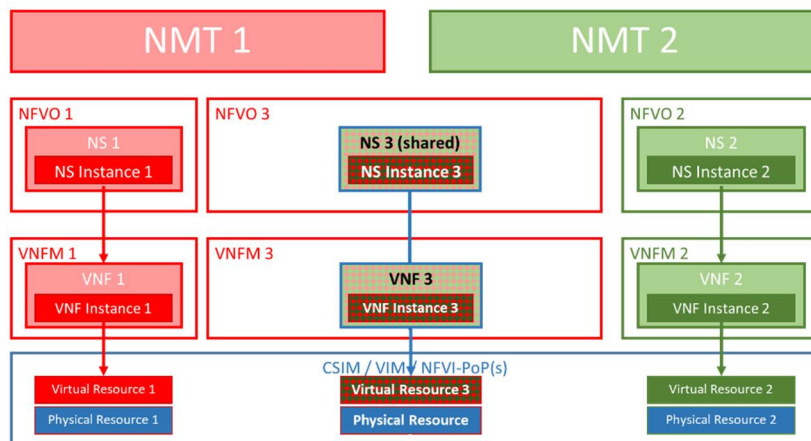 NMT 1
NMT 2
NFVO 1
NFVO 3
NFVO 2
NS 1
NS 3 (shared)
NS 2
NS Instance 1
NS Instance 3
NS Instance 2
VNFM 1
VNFM 3
VNFM 2
VNF 1
VNF 3
VNF 2
VNF Instance 1
VNF Instance 3
VNF Instance 2
CSIM / VIM / NFVI-PoP(s)
Virtual Resource 1
Virtual Resource 3
Virtual Resource 2
Physical Resource 1
Physical Resource
Physical Resource 2